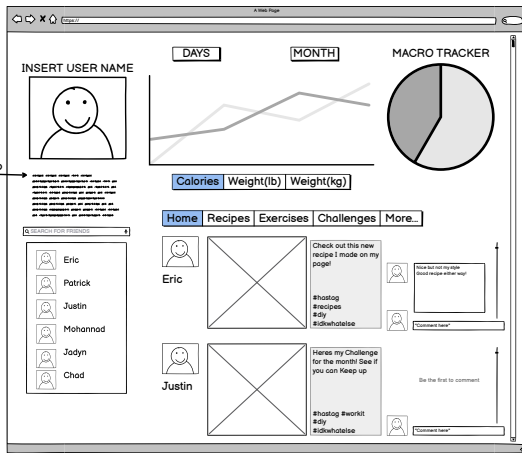 A Web Page
https://
INSERT USER NAME
DAYS
MONTH
MACRO TRACKER
Calories Weight(lb) Weight(kg)
SEARCH FOR FRIENDS
Eric
Patrick
Justin
Mohannad
Jadyn
Chad
Home Recipes Exercises Challenges More...
Eric
Check out this new
recipe I made on my
page!
#hastag
#recipes
#diy
#idkwhatelse
Nice but not my style
Good recipe either way!
"Comment here"
Justin
Heres my Challenge
for the month! See if
you can Keep up
#hastag #workit
#diy
#idkwhatelse
Be the first to comment
"Comment here"